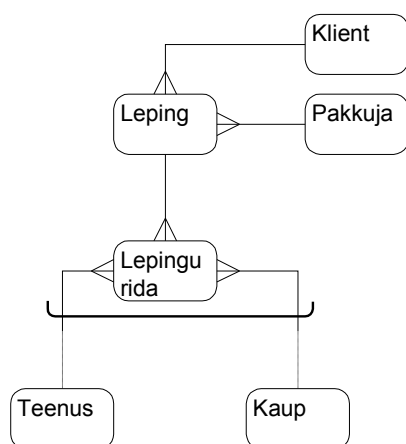 Klient
Leping
Pakkuja
Lepingu
rida
Teenus
Kaup